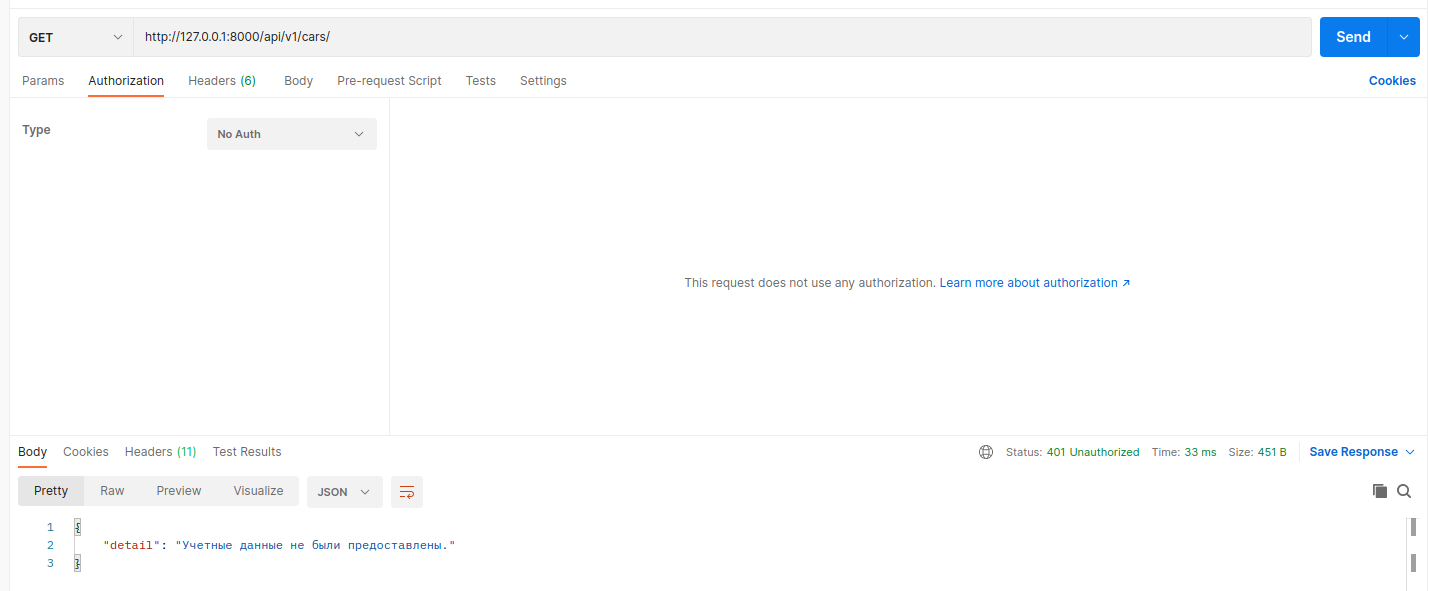 GET http://127.0.0.1:8000/api/v1/cars/ Send
Params Authorization Headers (6) Body Pre-request Script Tests Settings Cookies
Type No Auth
This request does not use any authorization. Learn more about authorization ↗
Body Cookies Headers (11) Test Results Status: 401 Unauthorized Time: 33 ms Size: 451 B Save Response
Pretty Raw Preview Visualize JSON
1 {
2 "detail": "Учетные данные не были предоставлены."
3 }